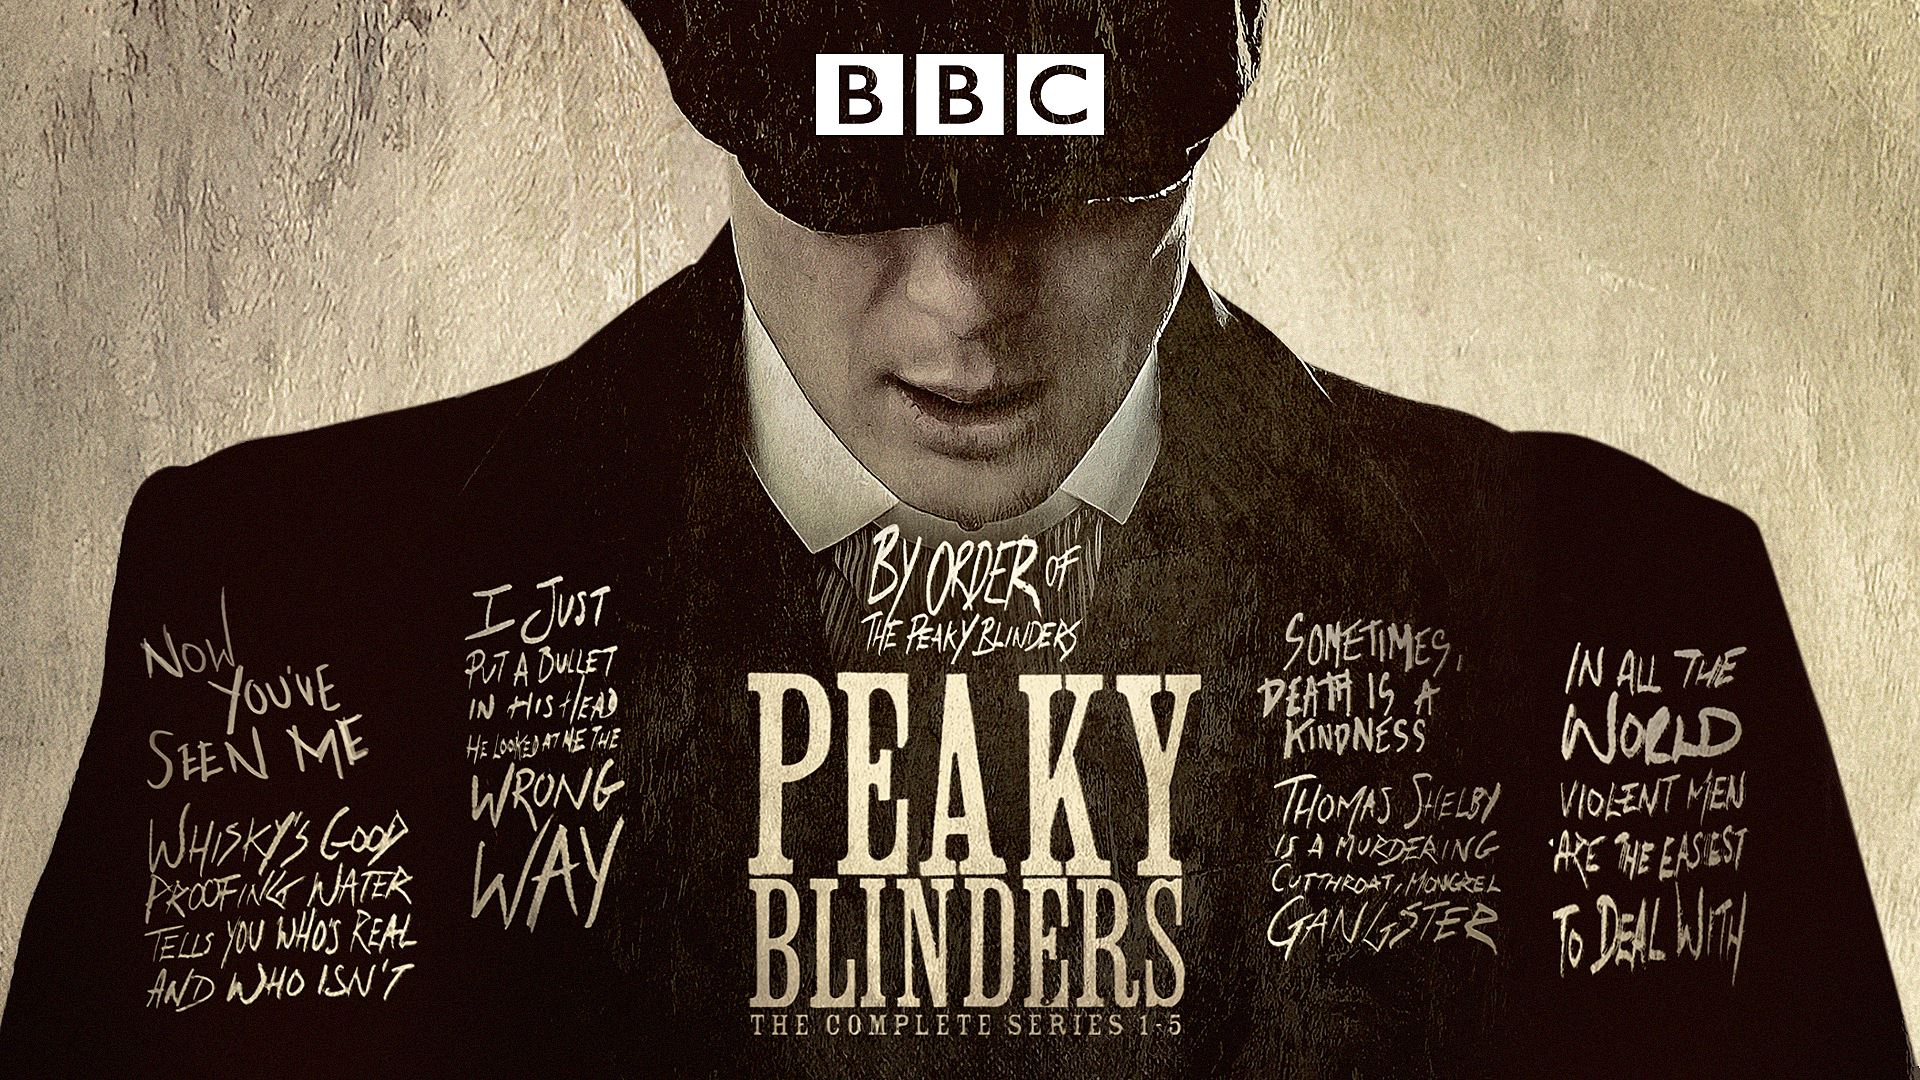 BBC
BY ORDER OF
THE PEAKY BLINDERS
PEAKY
BLINDERS
THE COMPLETE SERIES 1-5
NOW
YOU'VE
SEEN ME
WHISKY'S GOOD
PROOFING WATER
TELLS YOU WHO'S REAL
AND WHO ISN'T
I JUST
PUT A BULLET
IN HIS HEAD
HE LOOKED AT ME THE
WRONG
WAY
SOMETIMES,
DEATH IS A
KINDNESS
THOMAS SHELBY
IS A MURDERING
CUTTHROAT, MONGREL
GANGSTER
IN ALL THE
WORLD
VIOLENT MEN
ARE THE EASIEST
TO DEAL WITH